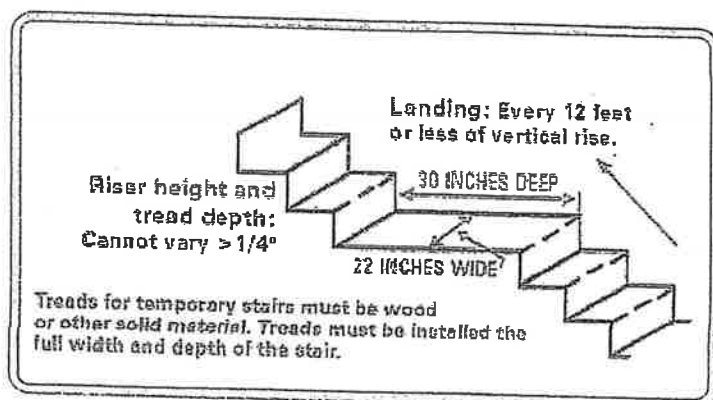 Landing: Every 12 feet
or less of vertical rise.
Riser height and
tread depth:
Cannot vary > 1/4"
30 INCHES DEEP
22 INCHES WIDE
Treads for temporary stairs must be wood
or other solid material. Treads must be installed the
full width and depth of the stair.